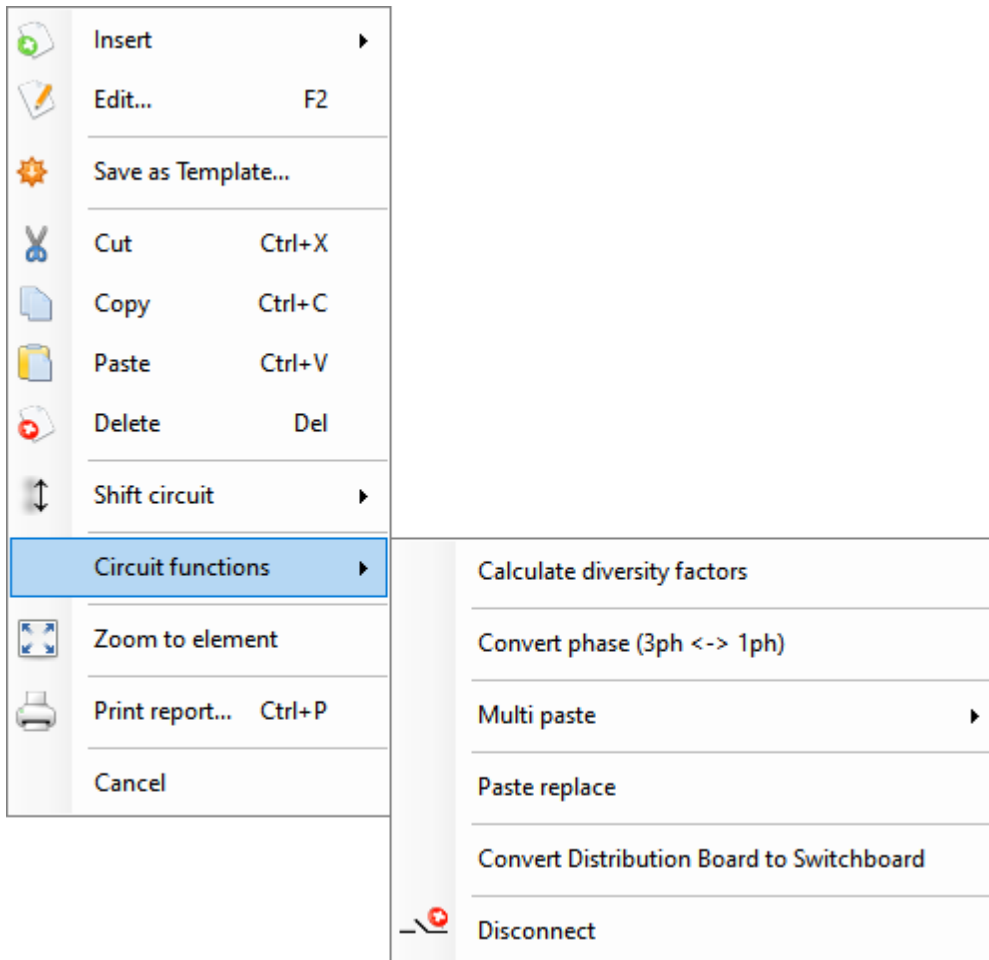 Insert
Edit... F2
Save as Template...
Cut Ctrl+X
Copy Ctrl+C
Paste Ctrl+V
Delete Del
Shift circuit
Circuit functions
Zoom to element
Print report... Ctrl+P
Cancel
Calculate diversity factors
Convert phase (3ph <-> 1ph)
Multi paste
Paste replace
Convert Distribution Board to Switchboard
Disconnect